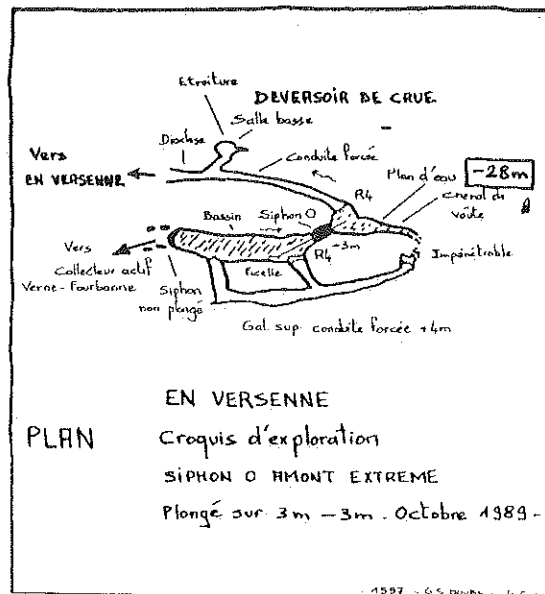 Etroiture
DEVERSOIR DE CRUE
Salle basse
Diaclase
Conduite forcée
Vers
EN VERSENNE
Plan d'eau
-28m
Chenal de
voûte
R4
Bassin
Siphon O
-3m
R4
Impénétrable
Vers
Collecteur actif
Verne-Fourbanne
Siphon
non plongé
Ficelle
Gal. sup. conduite forcée +4m
EN VERSENNE
PLAN
Croquis d'exploration
SIPHON O AMONT EXTREME
Plongé sur 3m -3m. Octobre 1989-
1997 - G S DOUBS